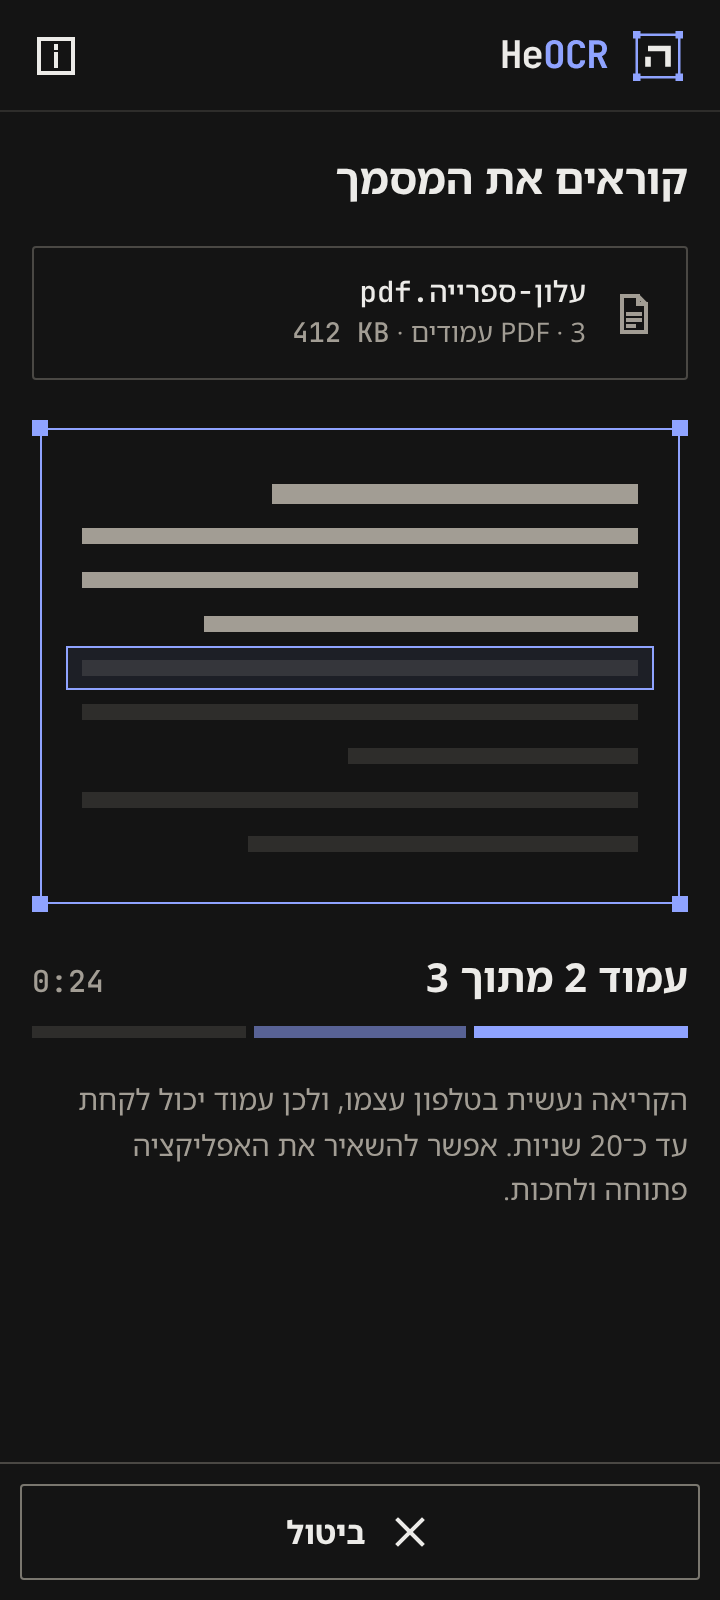 ה HeOCR
i
קוראים את המסמך
עלון-ספרייה.pdf
PDF · 3 עמודים · 412 KB
עמוד 2 מתוך 3
0:24
הקריאה נעשית בטלפון עצמו, ולכן עמוד יכול לקחת
עד כ־20 שניות. אפשר להשאיר את האפליקציה
פתוחה ולחכות.
ביטול